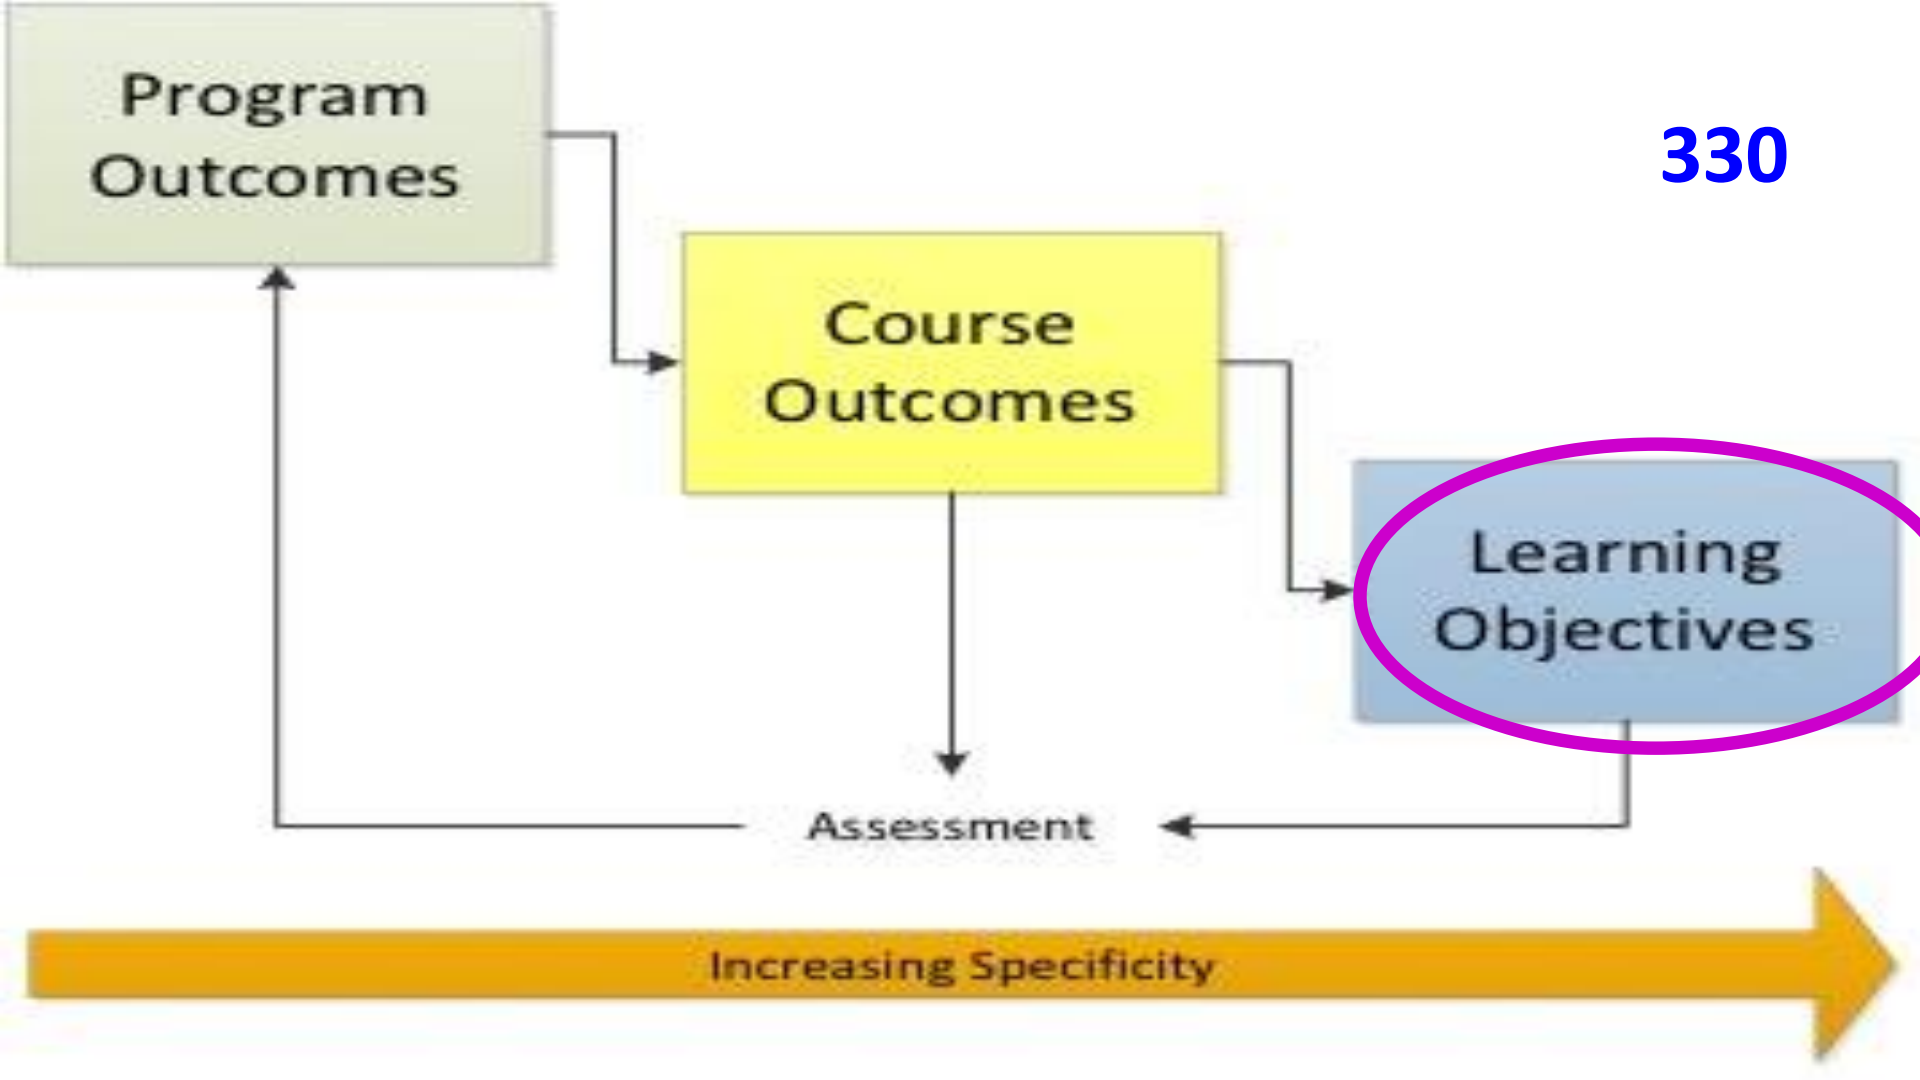 Program
Outcomes
330
Course
Outcomes
Learning
Objectives
Assessment
Increasing Specificity